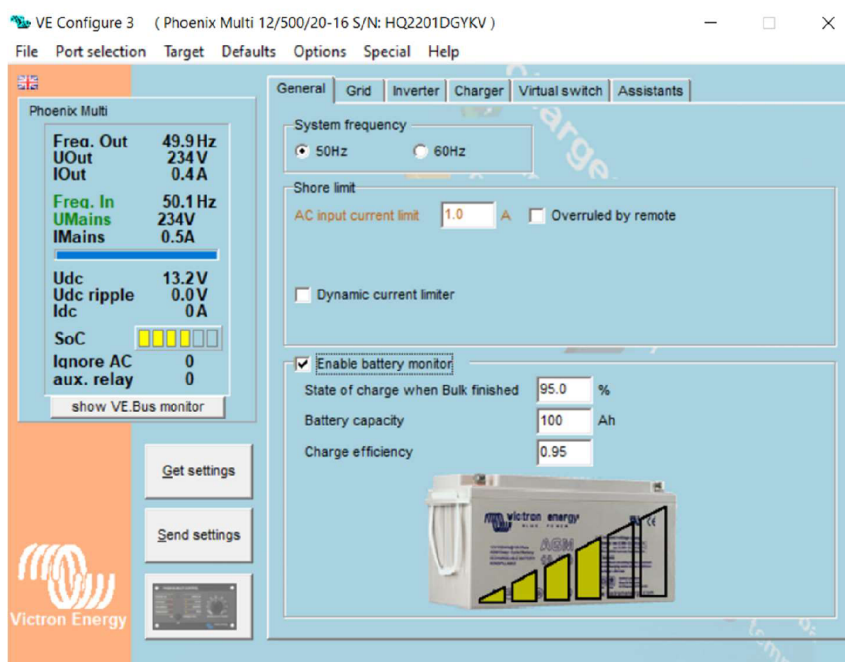 VE Configure 3 ( Phoenix Multi 12/500/20-16 S/N: HQ2201DGYKV )
File Port selection Target Defaults Options Special Help
General Grid Inverter Charger Virtual switch Assistants
Phoenix Multi
Freq. Out 49.9 Hz
UOut 234 V
IOut 0.4 A
Freq. In 50.1 Hz
UMains 234V
IMains 0.5A
Udc 13.2 V
Udc ripple 0.0 V
Idc 0 A
SoC
Ignore AC 0
aux. relay 0
show VE.Bus monitor
Get settings
Send settings
Victron Energy
System frequency
50Hz 60Hz
Shore limit
AC input current limit 1.0 A Overruled by remote
Dynamic current limiter
Enable battery monitor
State of charge when Bulk finished 95.0 %
Battery capacity 100 Ah
Charge efficiency 0.95
victron energy
BLUE POWER
AGM